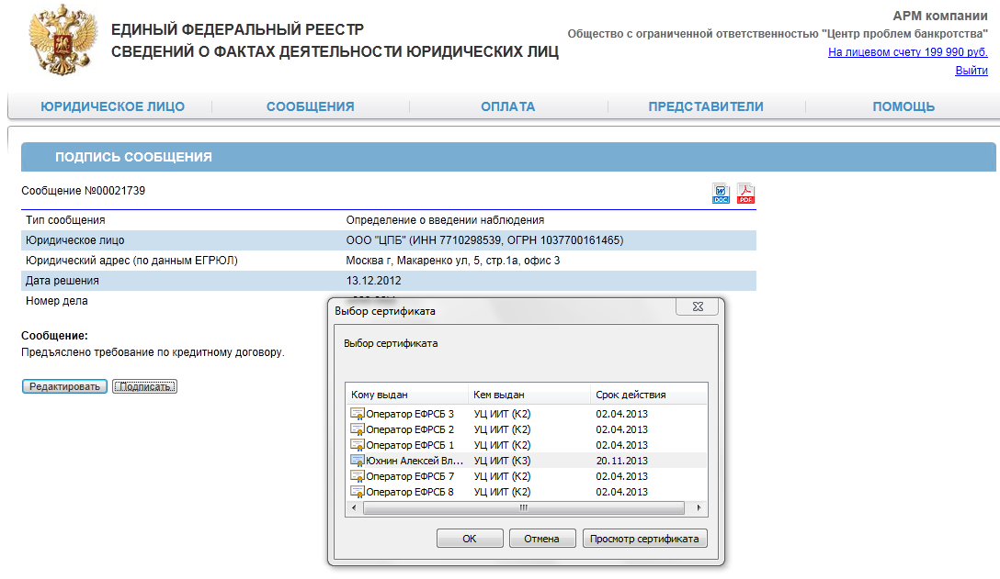 ЕДИНЫЙ ФЕДЕРАЛЬНЫЙ РЕЕСТР
СВЕДЕНИЙ О ФАКТАХ ДЕЯТЕЛЬНОСТИ ЮРИДИЧЕСКИХ ЛИЦ
АРМ компании
Общество с ограниченной ответственностью "Центр проблем банкротства"
На лицевом счету 199 990 руб.
Выйти
ЮРИДИЧЕСКОЕ ЛИЦО СООБЩЕНИЯ ОПЛАТА ПРЕДСТАВИТЕЛИ ПОМОЩЬ
ПОДПИСЬ СООБЩЕНИЯ
Сообщение №00021739
DOC PDF
Тип сообщения Определение о введении наблюдения
Юридическое лицо ООО "ЦПБ" (ИНН 7710298539, ОГРН 1037700161465)
Юридический адрес (по данным ЕГРЮЛ) Москва г, Макаренко ул, 5, стр.1а, офис 3
Дата решения 13.12.2012
Номер дела
Сообщение:
Предъяслено требование по кредитному договору.
Редактировать Подписать
Выбор сертификата
Выбор сертификата
Кому выдан Кем выдан Срок действия
Оператор ЕФРСБ 3 УЦ ИИТ (К2) 02.04.2013
Оператор ЕФРСБ 2 УЦ ИИТ (К2) 02.04.2013
Оператор ЕФРСБ 1 УЦ ИИТ (К2) 02.04.2013
Юхнин Алексей Вл... УЦ ИИТ (К3) 20.11.2013
Оператор ЕФРСБ 7 УЦ ИИТ (К2) 02.04.2013
Оператор ЕФРСБ 8 УЦ ИИТ (К2) 02.04.2013
ОК Отмена Просмотр сертификата